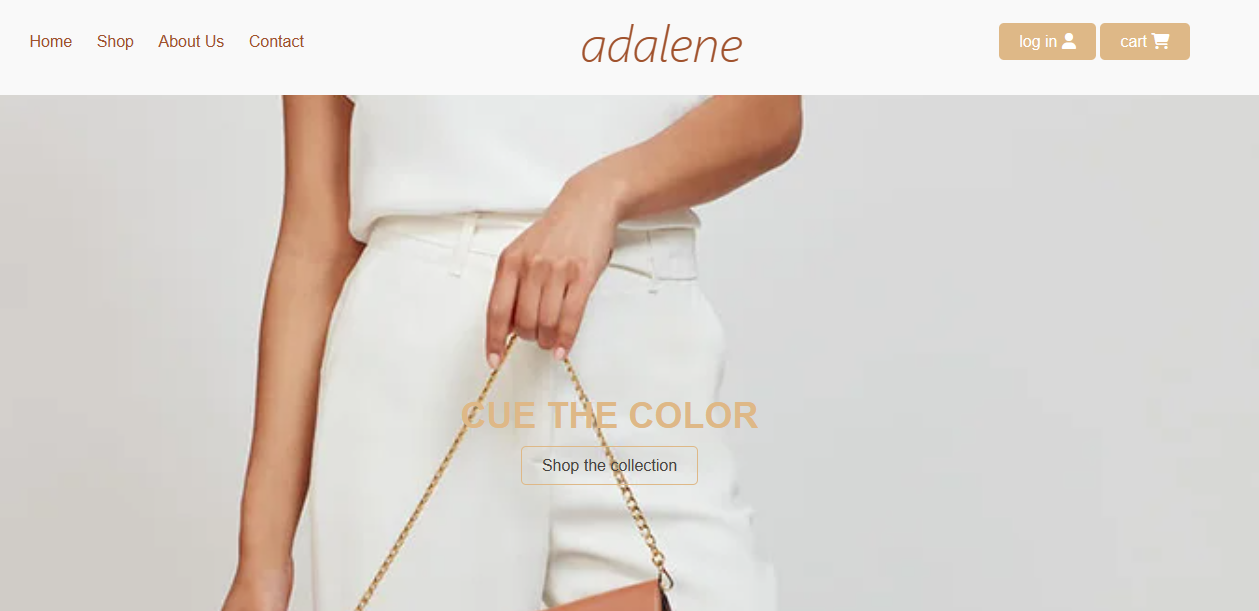 Home Shop About Us Contact
adalene
log in
cart
CUE THE COLOR
Shop the collection